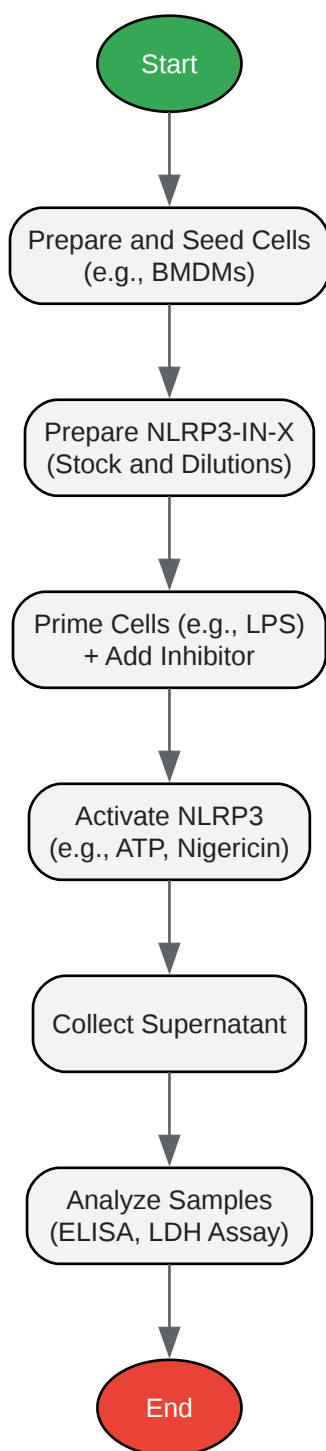 Start
Prepare and Seed Cells
(e.g., BMDMs)
Prepare NLRP3-IN-X
(Stock and Dilutions)
Prime Cells (e.g., LPS)
+ Add Inhibitor
Activate NLRP3
(e.g., ATP, Nigericin)
Collect Supernatant
Analyze Samples
(ELISA, LDH Assay)
End